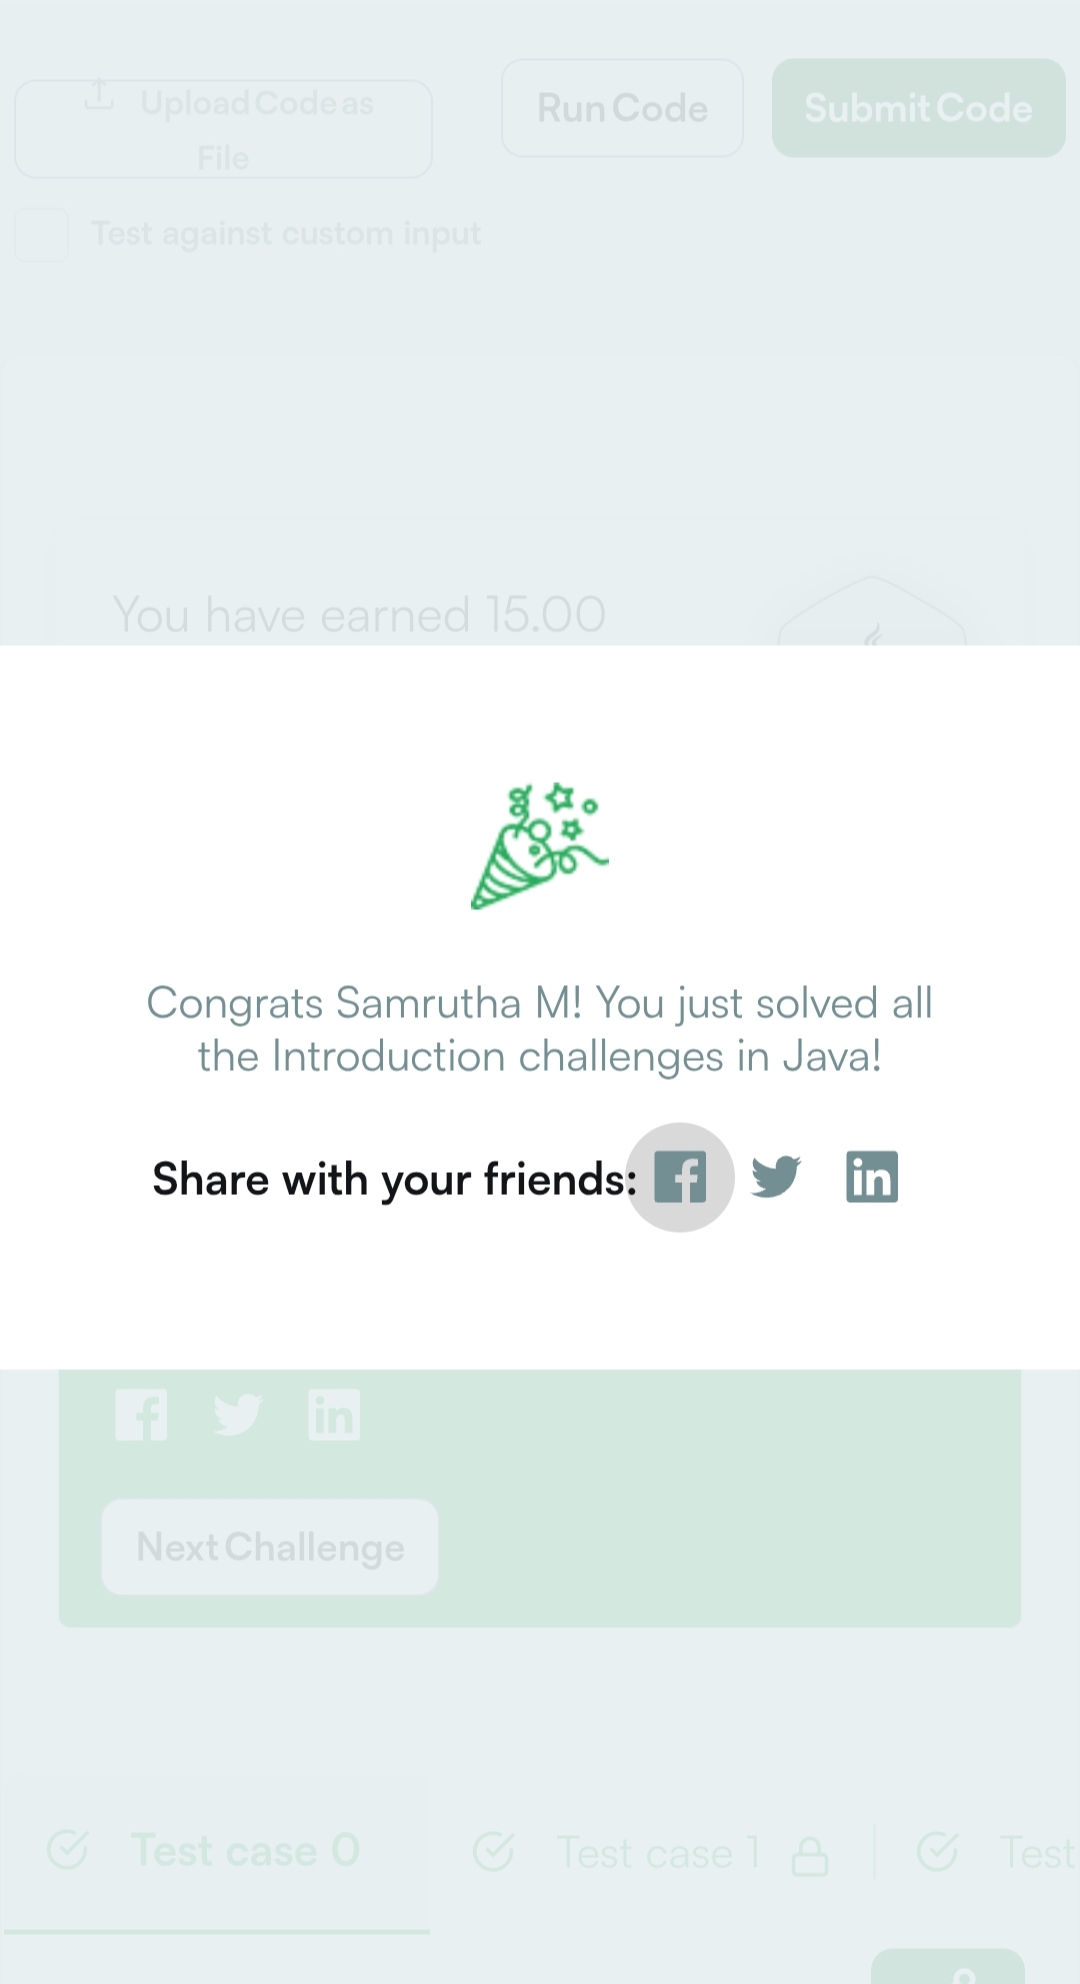 Upload Code as
File
Run Code
Submit Code
Test against custom input
You have earned 15.00
Congrats Samrutha M! You just solved all
the Introduction challenges in Java!
Share with your friends:
Next Challenge
Test case 0
Test case 1
Test